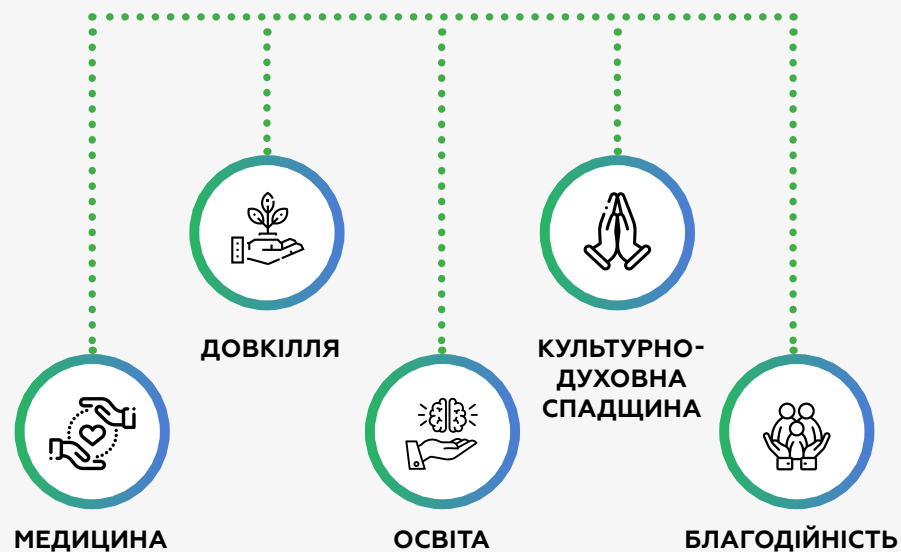 ДОВКІЛЛЯ
КУЛЬТУРНО-
ДУХОВНА
СПАДЩИНА
МЕДИЦИНА
ОСВІТА
БЛАГОДІЙНІСТЬ